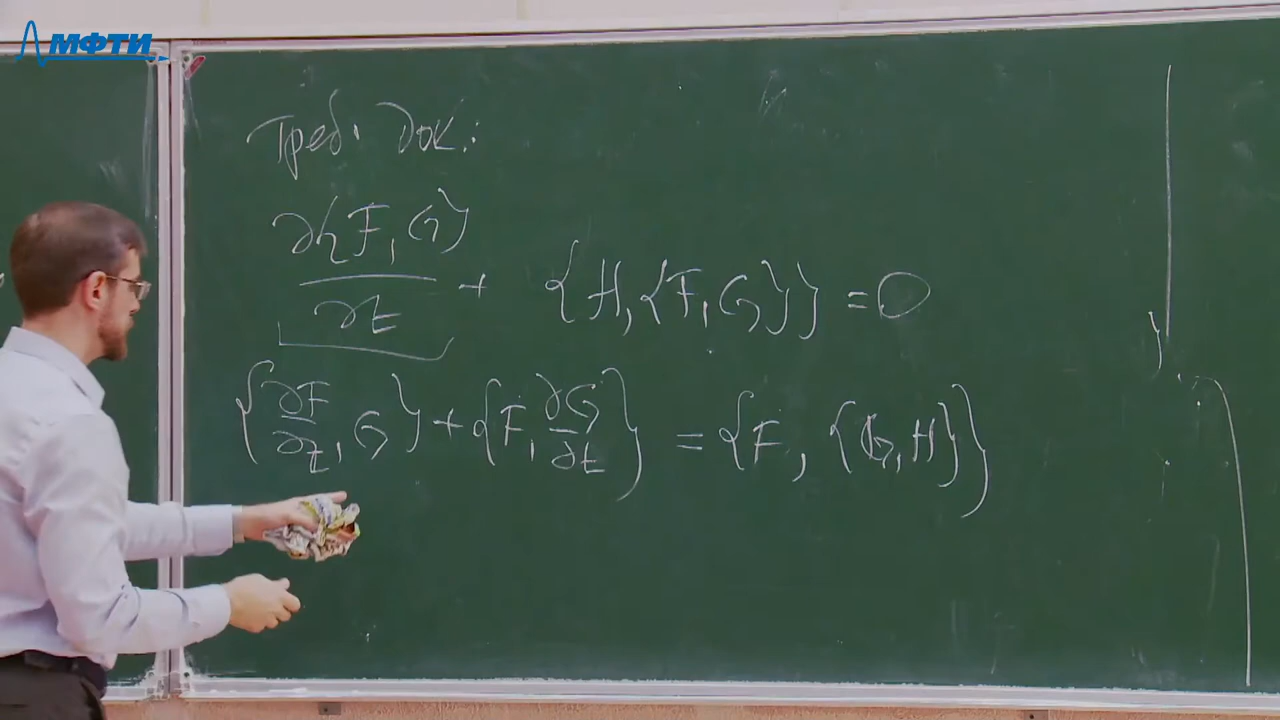 МФТИ
Треб. док.:
∂{F, G}/∂t + {H, {F, G}} = 0
{∂F/∂t, G} + {F, ∂G/∂t} = {F, {G, H}}